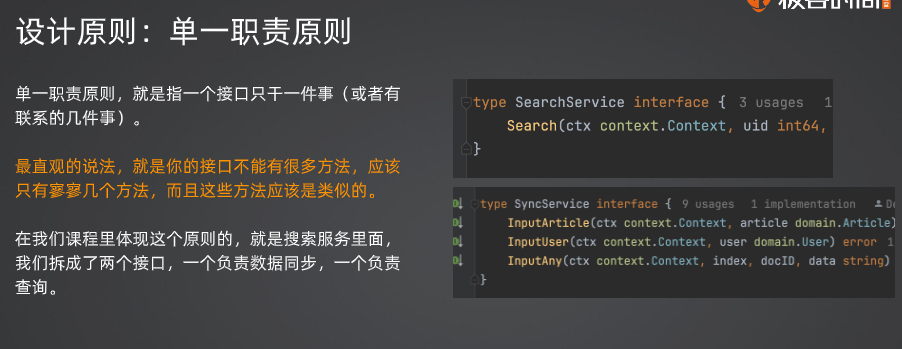 设计原则：单一职责原则
单一职责原则，就是指一个接口只干一件事（或者有
联系的几件事）。
最直观的说法，就是你的接口不能有很多方法，应该
只有寥寥几个方法，而且这些方法应该是类似的。
在我们课程里体现这个原则的，就是搜索服务里面，
我们拆成了两个接口，一个负责数据同步，一个负责
查询。
type SearchService interface { 3 usages 1
Search(ctx context.Context, uid int64,
}
type SyncService interface { 9 usages 1 implementation De
InputArticle(ctx context.Context, article domain.Article)
InputUser(ctx context.Context, user domain.User) error 1
InputAny(ctx context.Context, index, docID, data string)
}